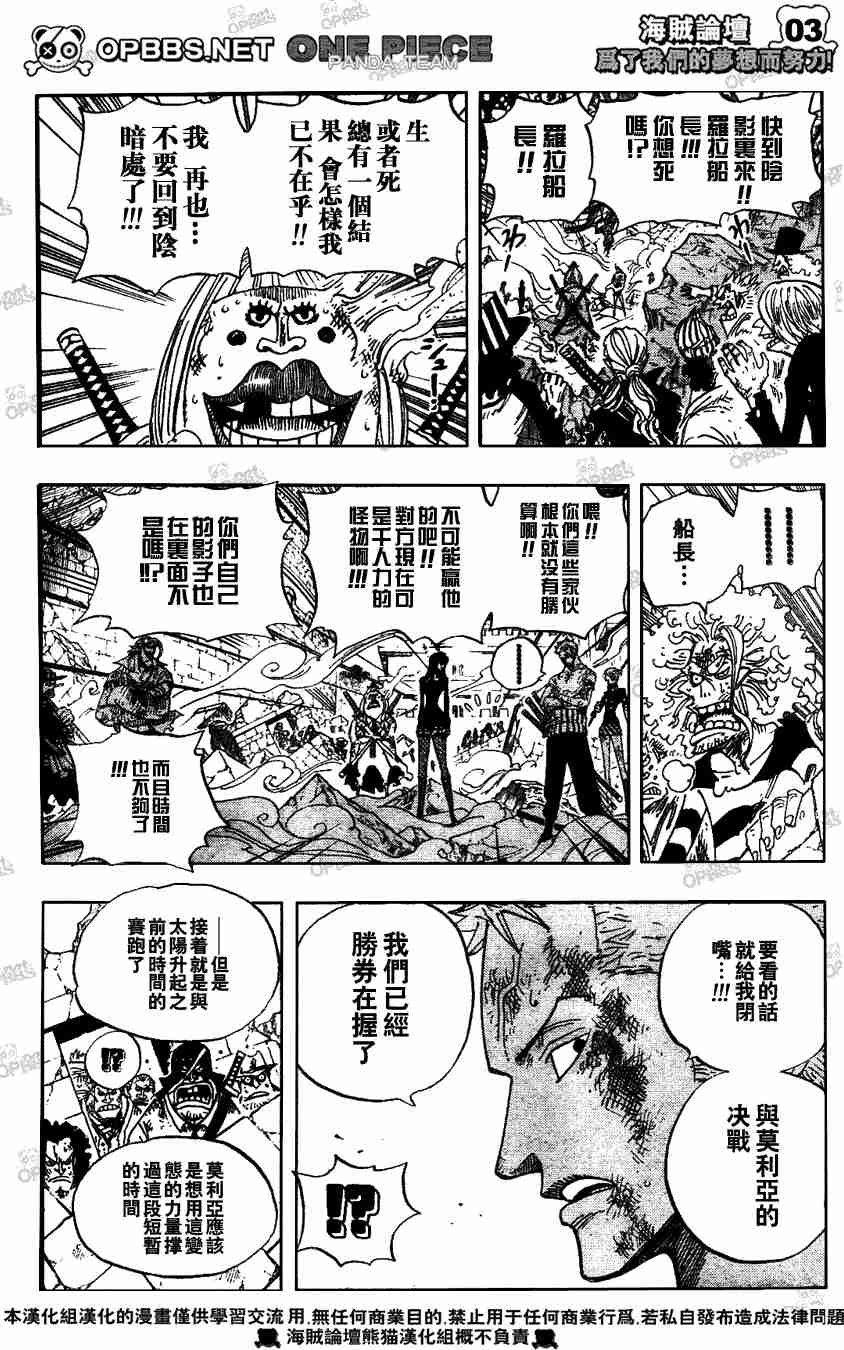 OPBBS.NET
ONE PIECE
PANDA TEAM
海賊論壇
爲了我們的夢想而努力!
03
快到陰
影裏來!!
羅拉船
長!!!
你想死
嗎!?
羅拉船
長!!
わー
わー
生
或者死
總有一個結
果 會怎樣我
已不在乎!!
我 再也…
不要回到陰
暗處了!!!
船長…
喂!!
你們這些家伙
根本就没有勝
算啊!!
不可能贏他
的吧!!
對方現在可
是千人力的
怪物啊!!!
你們自己
的影子也
在裏面不
是嗎!?
而且時間
也不夠了
!!!
要看的話
就給我閉
嘴…!!!
與莫利亞的
決戰
我們已經
勝券在握了
!?
──但是
接着就是與
太陽升起之
前的時間的
賽跑了
!?
莫利亞應該
是想用這變
態的力量撑
過這段短暫
的時間
本漢化組漢化的漫畫僅供學習交流 用,無任何商業目的,禁止用于任何商業行爲,若私自發布造成法律問題
海賊論壇熊猫漢化組概不負責